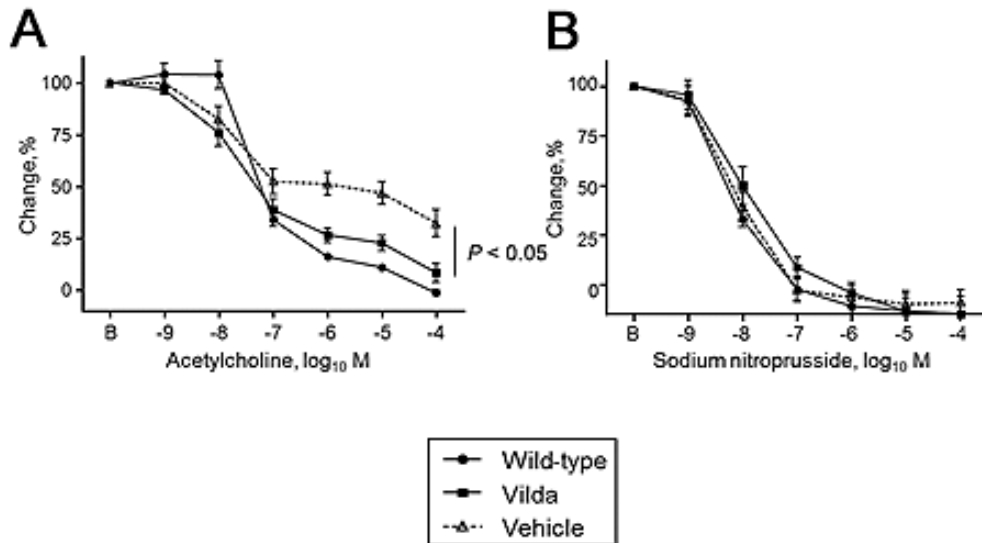 A
Change, %
100
75
50
25
0
P < 0.05
B -9 -8 -7 -6 -5 -4
Acetylcholine, log₁₀ M
B
Change, %
100
75
50
25
0
B -9 -8 -7 -6 -5 -4
Sodium nitroprusside, log₁₀ M
Wild-type
Vilda
Vehicle